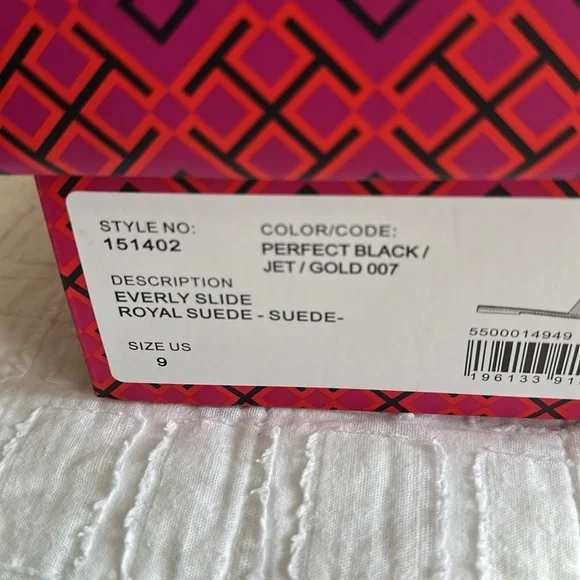 STYLE NO:
151402
COLOR/CODE:
PERFECT BLACK /
JET / GOLD 007
DESCRIPTION
EVERLY SLIDE
ROYAL SUEDE - SUEDE-
SIZE US
9
5500014949
196133